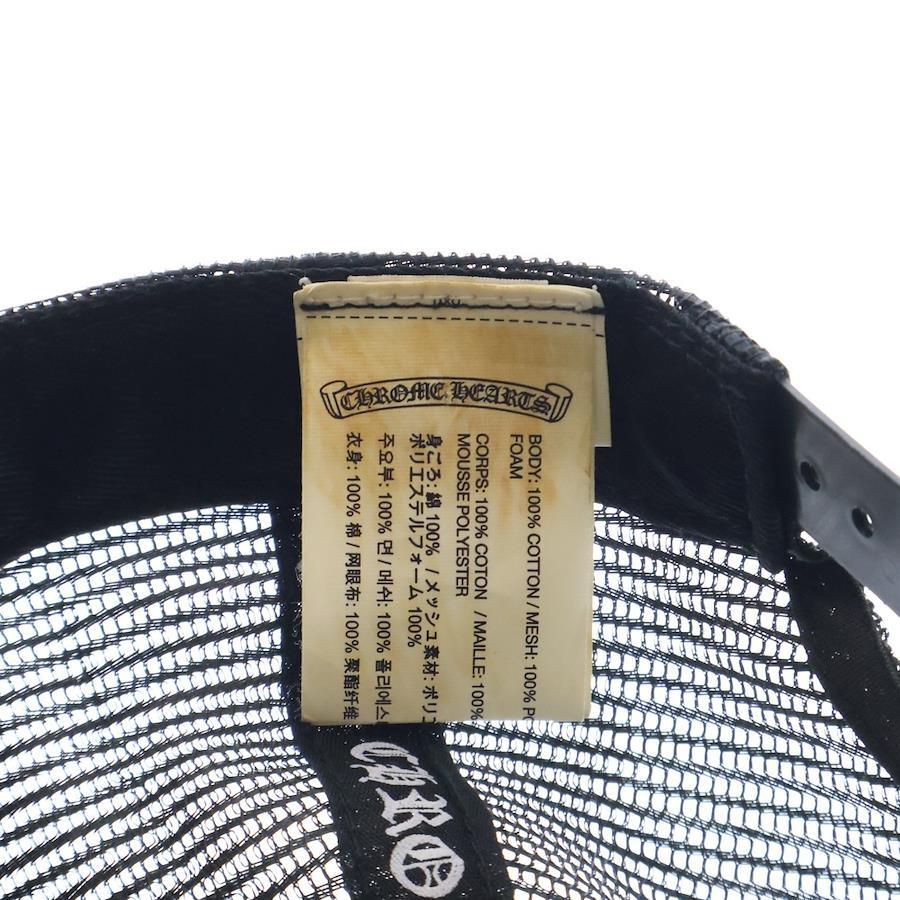 CHROME HEARTS
BODY: 100% COTTON / MESH: 100%
FOAM
CORPS: 100% COTON / MAILLE: 100%
MOUSSE POLYESTER
身ごろ: 綿 100% / メッシュ素材: ポリ
ポリエステルフォーム 100%
주요부: 100% 면 / 메쉬: 100% 폴리에스
衣身: 100% 棉 / 网眼布: 100% 聚酯纤维
CHRO